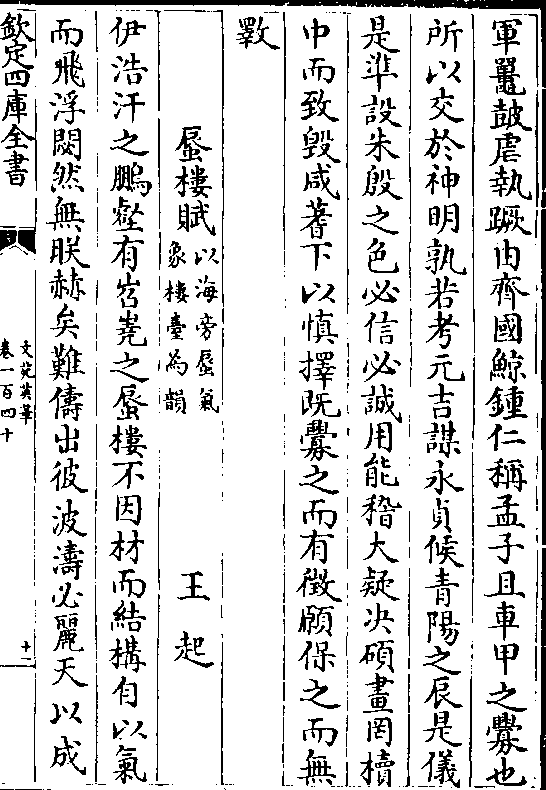 軍鼉鼓虐執蹶由齊國鯨鍾仁稱孟子且車甲之釁也
所以交於神明孰若考元吉謀永貞候青陽之辰是儀
是準設朱殷之色必信必誠用能稽大疑決碩畫罔櫝
中而致毀咸蓍下以慎擇既釁之而有徵願保之而無
斁
蜃樓賦以海旁蜃氣象樓臺為韻 王起
伊浩汗之鵬壑有岧嶤之蜃樓不因材而結構自以氣
而飛浮閟然無朕赫矣難儔出彼波濤必麗天以成
欽定四庫全書
文苑英華
卷一百四十
十二